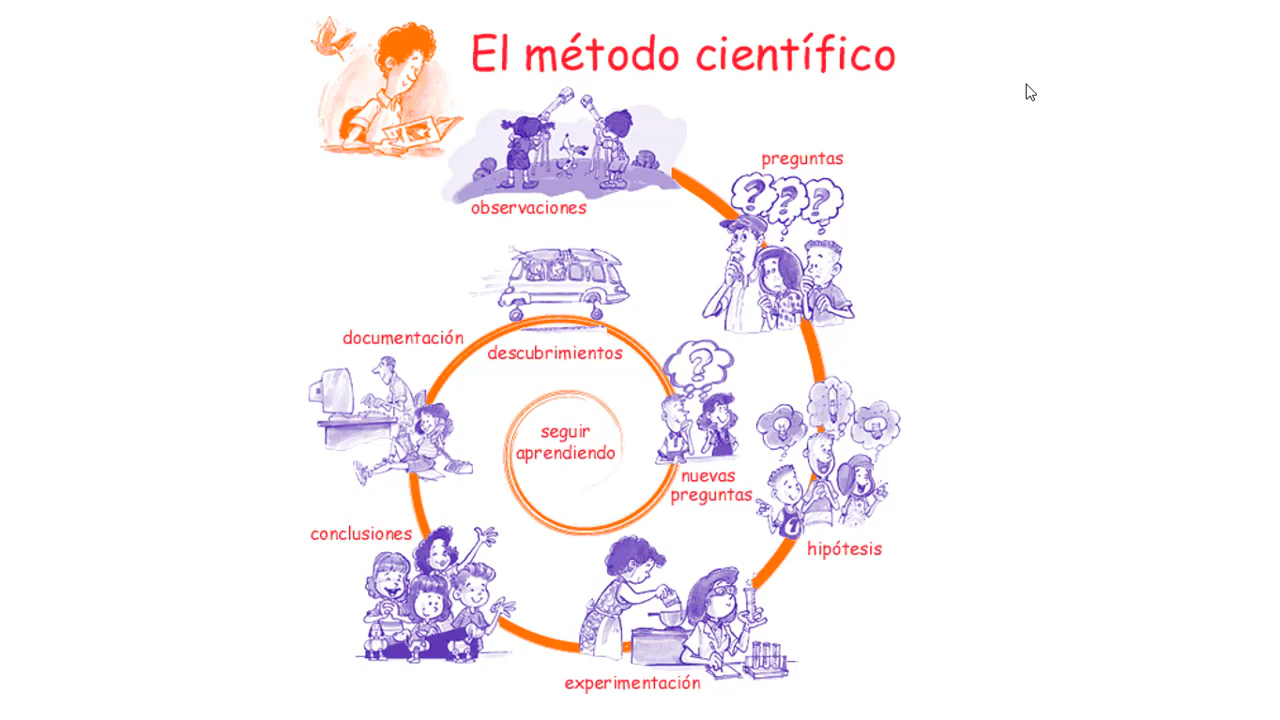 El método científico
observaciones
preguntas
hipótesis
experimentación
conclusiones
documentación
descubrimientos
nuevas
preguntas
seguir
aprendiendo